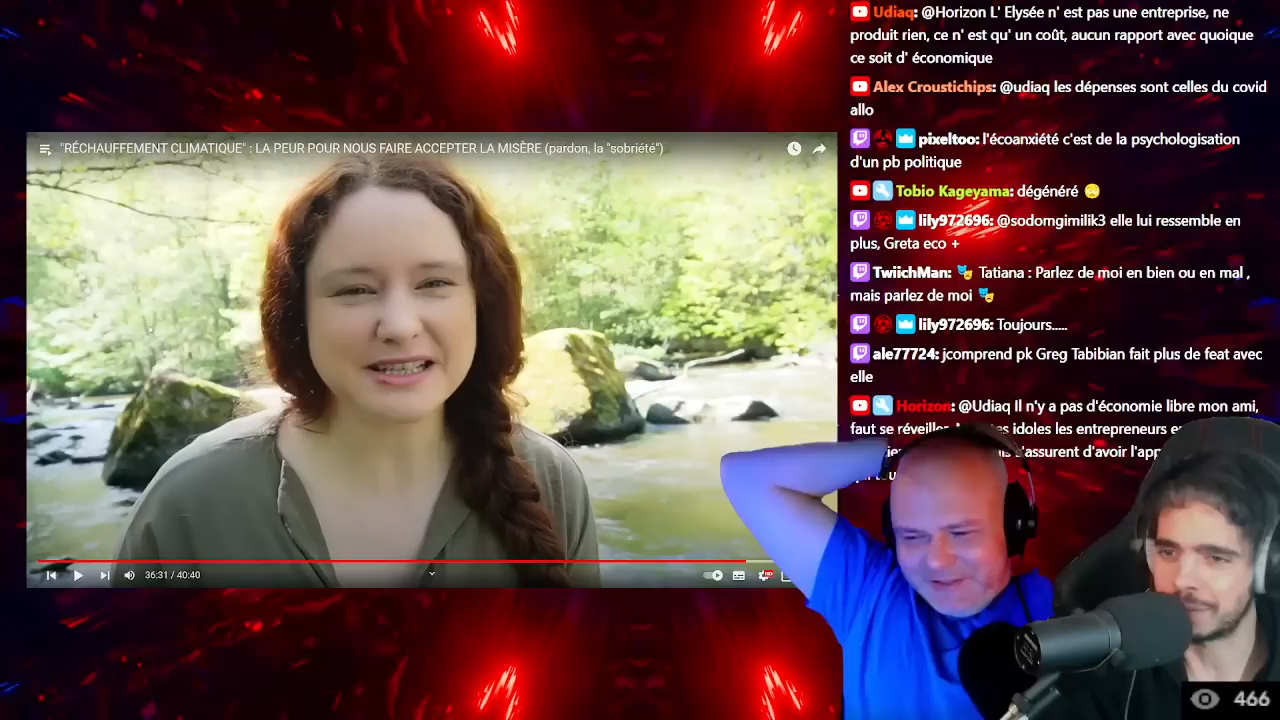 "RÉCHAUFFEMENT CLIMATIQUE" : LA PEUR POUR NOUS FAIRE ACCEPTER LA MISÈRE (pardon, la "sobriété")
36:31 / 40:40
Udiaq: @Horizon L' Elysée n' est pas une entreprise, ne
produit rien, ce n' est qu' un coût, aucun rapport avec quoique
ce soit d' économique
Alex Croustichips: @udiaq les dépenses sont celles du covid
allo
pixeltoo: l'écoanxiété c'est de la psychologisation
d'un pb politique
Tobio Kageyama: dégénéré
lily972696: @sodomgimilik3 elle lui ressemble en
plus, Greta eco +
TwiichMan: Tatiana : Parlez de moi en bien ou en mal ,
mais parlez de moi
lily972696: Toujours.....
ale77724: jcomprend pk Greg Tabibian fait plus de feat avec
elle
Horizon: @Udiaq Il n'y a pas d'économie libre mon ami,
faut se réveiller idoles les entrepreneurs
s'assurent d'avoir
466